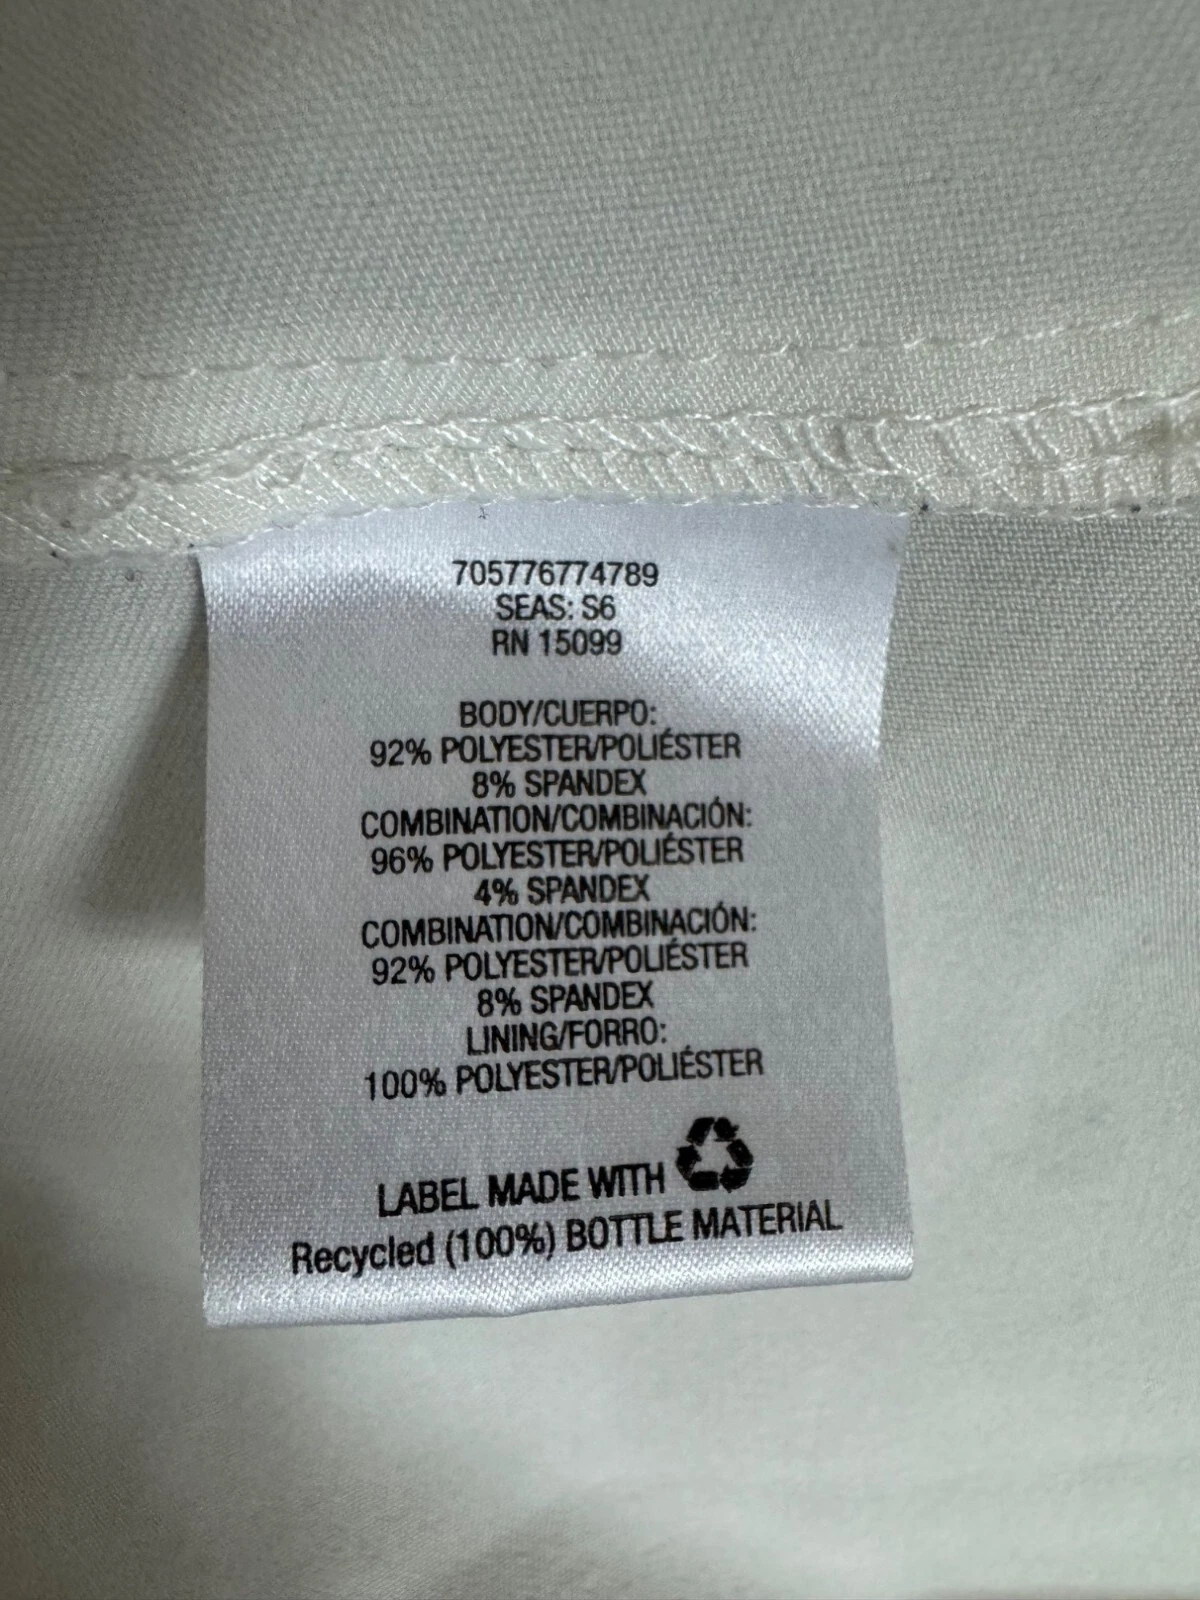 705776774789
SEAS: S6
RN 15099
BODY/CUERPO:
92% POLYESTER/POLIÉSTER
8% SPANDEX
COMBINATION/COMBINACIÓN:
96% POLYESTER/POLIÉSTER
4% SPANDEX
COMBINATION/COMBINACIÓN:
92% POLYESTER/POLIÉSTER
8% SPANDEX
LINING/FORRO:
100% POLYESTER/POLIÉSTER
LABEL MADE WITH
Recycled (100%) BOTTLE MATERIAL